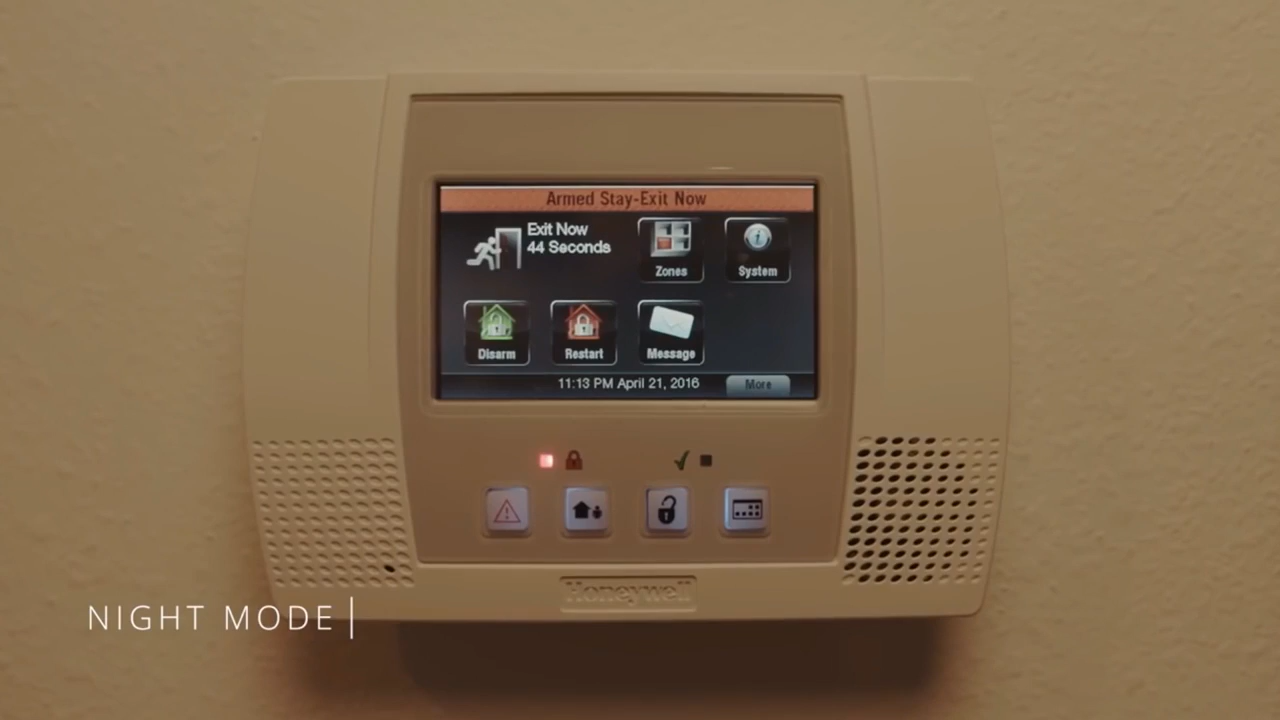 Armed Stay-Exit Now
Exit Now
44 Seconds
Zones
System
Disarm
Restart
Message
11:13 PM April 21, 2016
More
Honeywell
NIGHT MODE